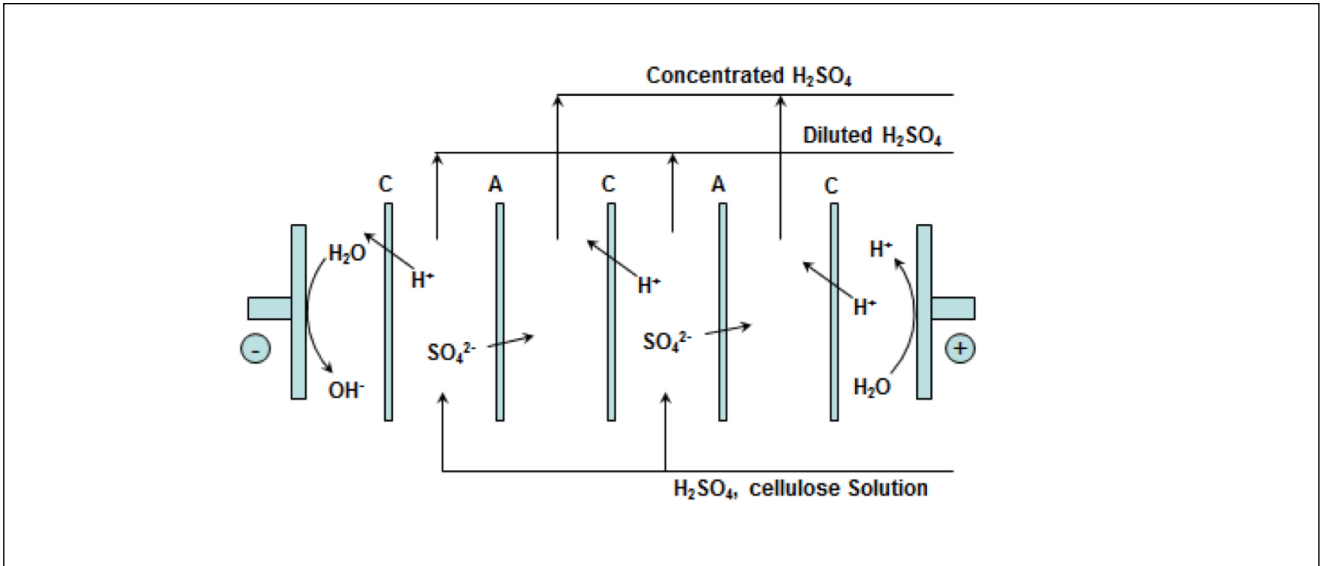 Concentrated H₂SO₄
Diluted H₂SO₄
C A C A C
H₂O H⁺ H⁺ H⁺ H⁺
SO₄²⁻ SO₄²⁻
- +
OH⁻ H₂O
H₂SO₄, cellulose Solution